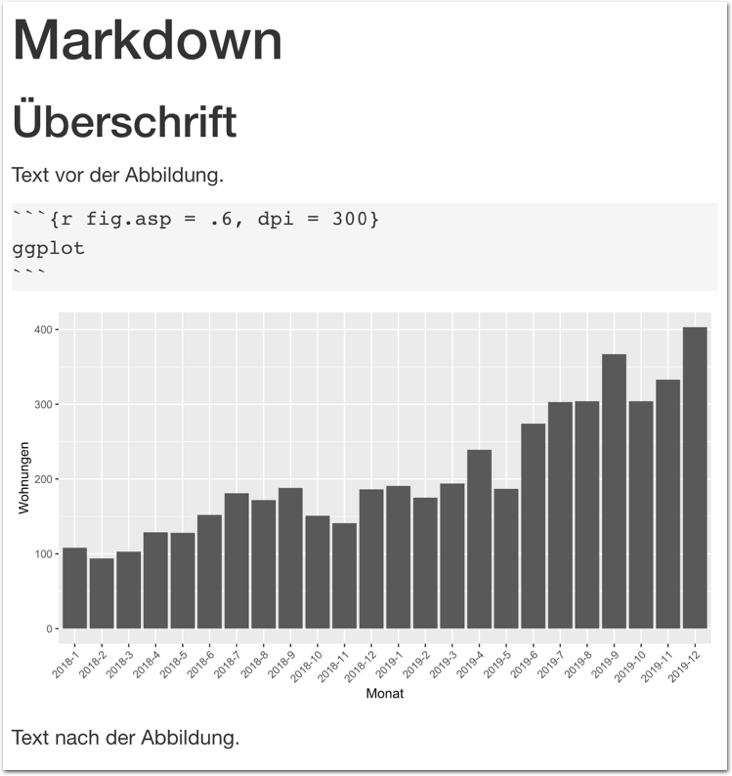 Markdown
Überschrift
Text vor der Abbildung.
```{r fig.asp = .6, dpi = 300}
ggplot
```
400
300
200
100
0
Wohnungen
2018-1 2018-2 2018-3 2018-4 2018-5 2018-6 2018-7 2018-8 2018-9 2018-10 2018-11 2018-12 2019-1 2019-2 2019-3 2019-4 2019-5 2019-6 2019-7 2019-8 2019-9 2019-10 2019-11 2019-12
Monat
Text nach der Abbildung.